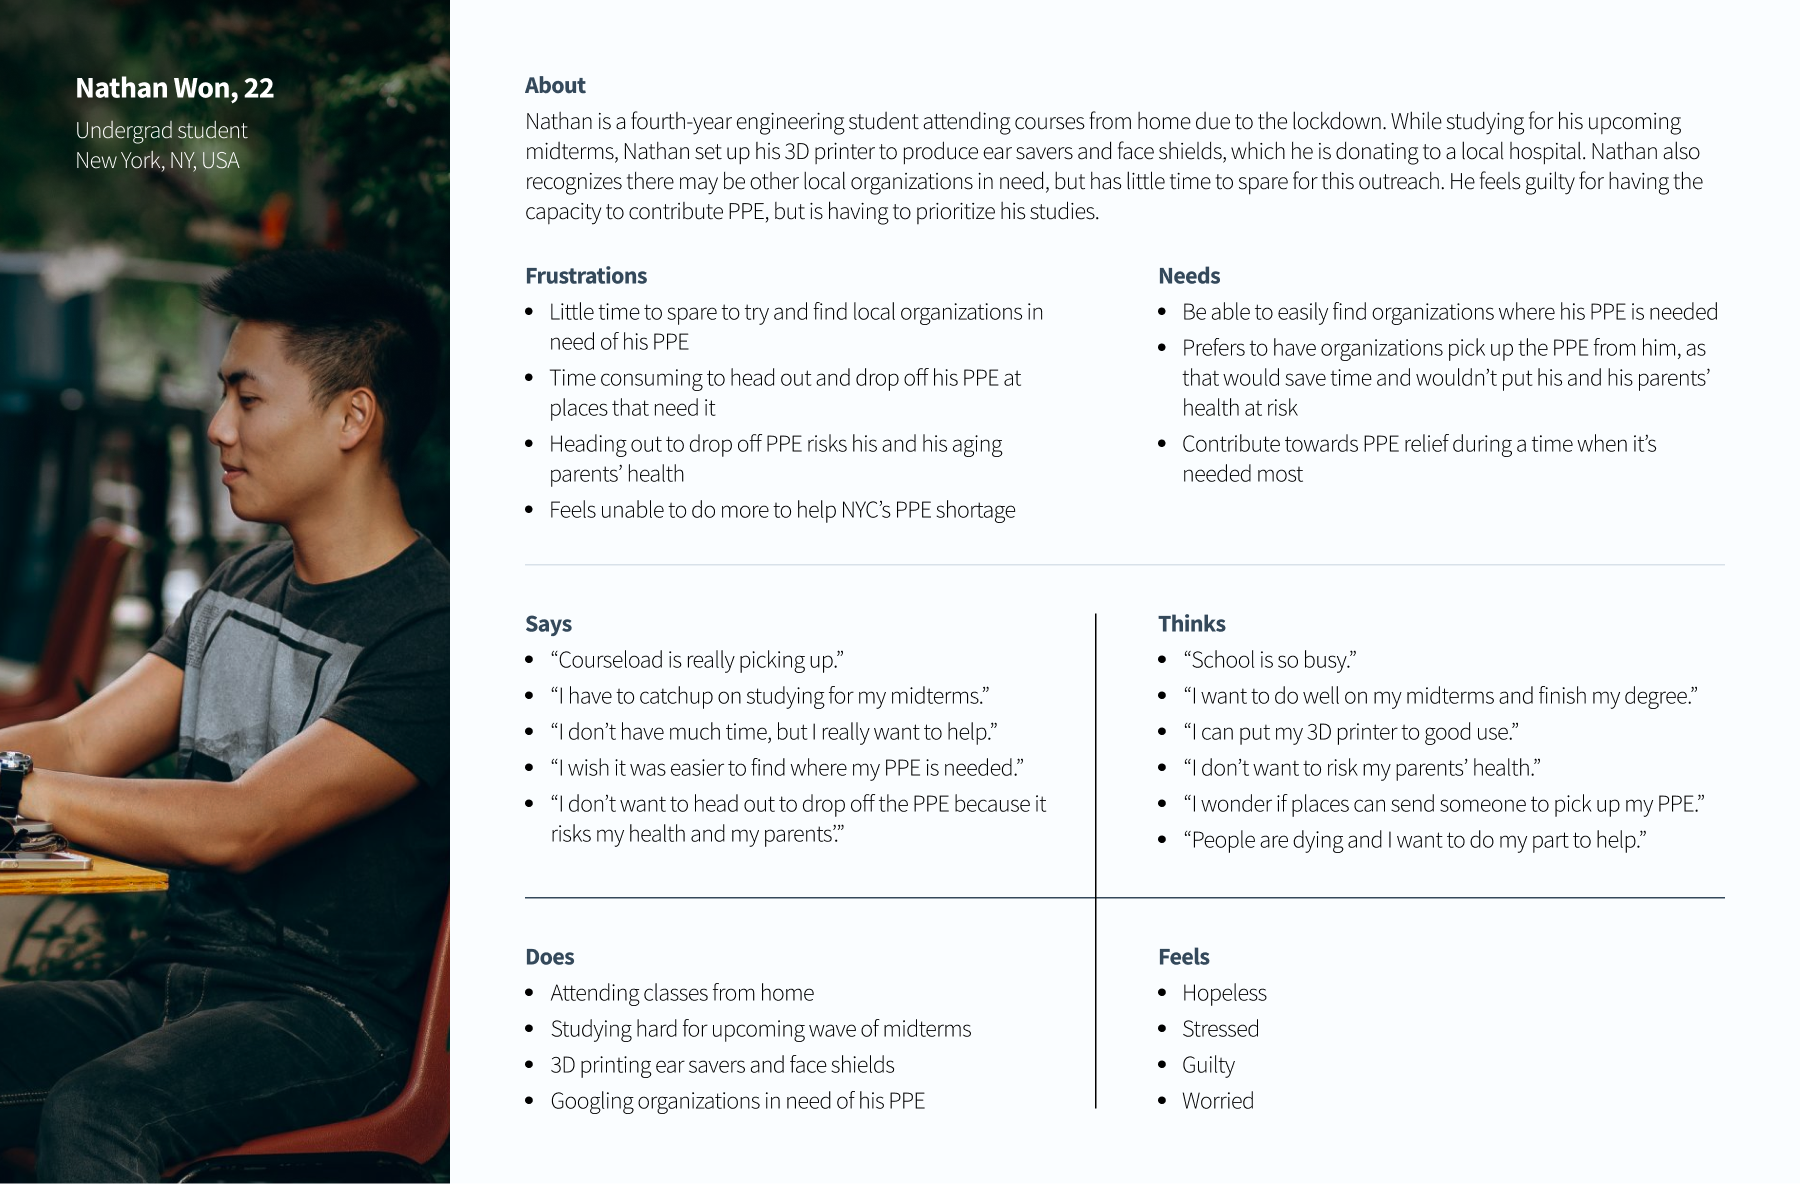 Nathan Won, 22
Undergrad student
New York, NY, USA
About
Nathan is a fourth-year engineering student attending courses from home due to the lockdown. While studying for his upcoming
midterms, Nathan set up his 3D printer to produce ear savers and face shields, which he is donating to a local hospital. Nathan also
recognizes there may be other local organizations in need, but has little time to spare for this outreach. He feels guilty for having the
capacity to contribute PPE, but is having to prioritize his studies.
Frustrations
• Little time to spare to try and find local organizations in
need of his PPE
• Time consuming to head out and drop off his PPE at
places that need it
• Heading out to drop off PPE risks his and his aging
parents’ health
• Feels unable to do more to help NYC’s PPE shortage
Needs
• Be able to easily find organizations where his PPE is needed
• Prefers to have organizations pick up the PPE from him, as
that would save time and wouldn’t put his and his parents’
health at risk
• Contribute towards PPE relief during a time when it’s
needed most
Says
• “Courseload is really picking up.”
• “I have to catchup on studying for my midterms.”
• “I don’t have much time, but I really want to help.”
• “I wish it was easier to find where my PPE is needed.”
• “I don’t want to head out to drop off the PPE because it
risks my health and my parents’.”
Thinks
• “School is so busy.”
• “I want to do well on my midterms and finish my degree.”
• “I can put my 3D printer to good use.”
• “I don’t want to risk my parents’ health.”
• “I wonder if places can send someone to pick up my PPE.”
• “People are dying and I want to do my part to help.”
Does
• Attending classes from home
• Studying hard for upcoming wave of midterms
• 3D printing ear savers and face shields
• Googling organizations in need of his PPE
Feels
• Hopeless
• Stressed
• Guilty
• Worried